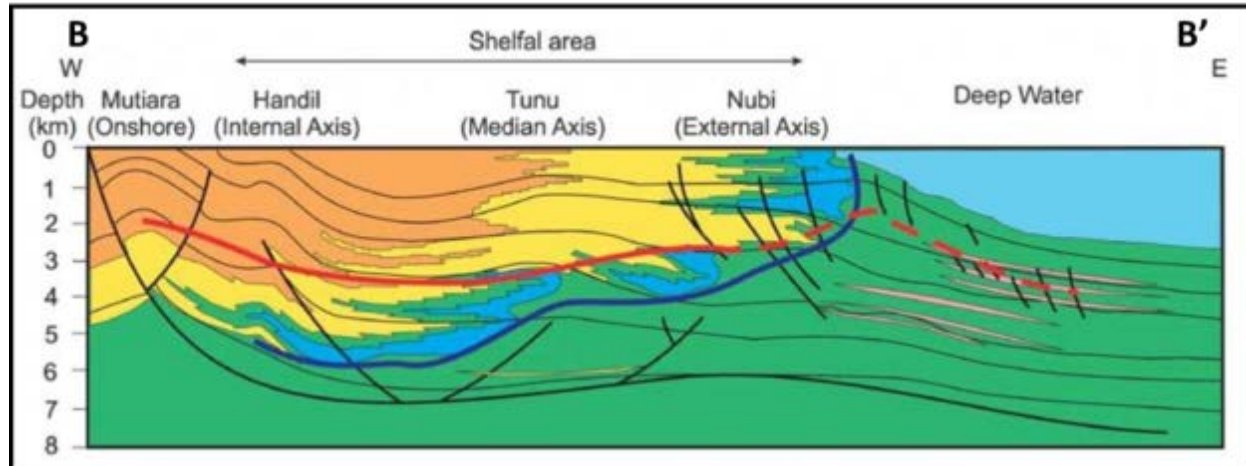 B
B’
W
E
Shelfal area
Depth
(km)
Mutiara
(Onshore)
Handil
(Internal Axis)
Tunu
(Median Axis)
Nubi
(External Axis)
Deep Water
0
1
2
3
4
5
6
7
8